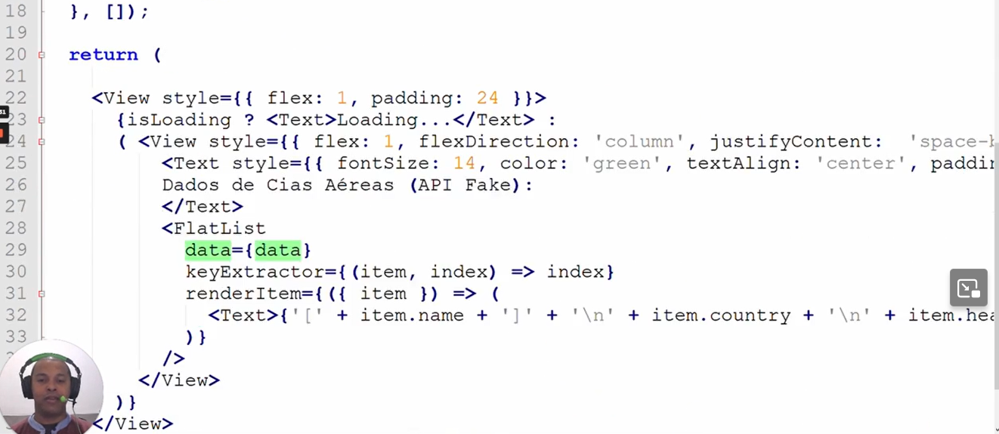 18 }, []);
19
20 return (
21
22 <View style={{ flex: 1, padding: 24 }}>
23 {isLoading ? <Text>Loading...</Text> :
24 ( <View style={{ flex: 1, flexDirection: 'column', justifyContent: 'space-b
25 <Text style={{ fontSize: 14, color: 'green', textAlign: 'center', paddin
26 Dados de Cias Aéreas (API Fake):
27 </Text>
28 <FlatList
29 data={data}
30 keyExtractor={(item, index) => index}
31 renderItem={({ item }) => (
32 <Text>{'[' + item.name + ']' + '\n' + item.country + '\n' + item.hea
33 )}
/>
</View>
)}
</View>